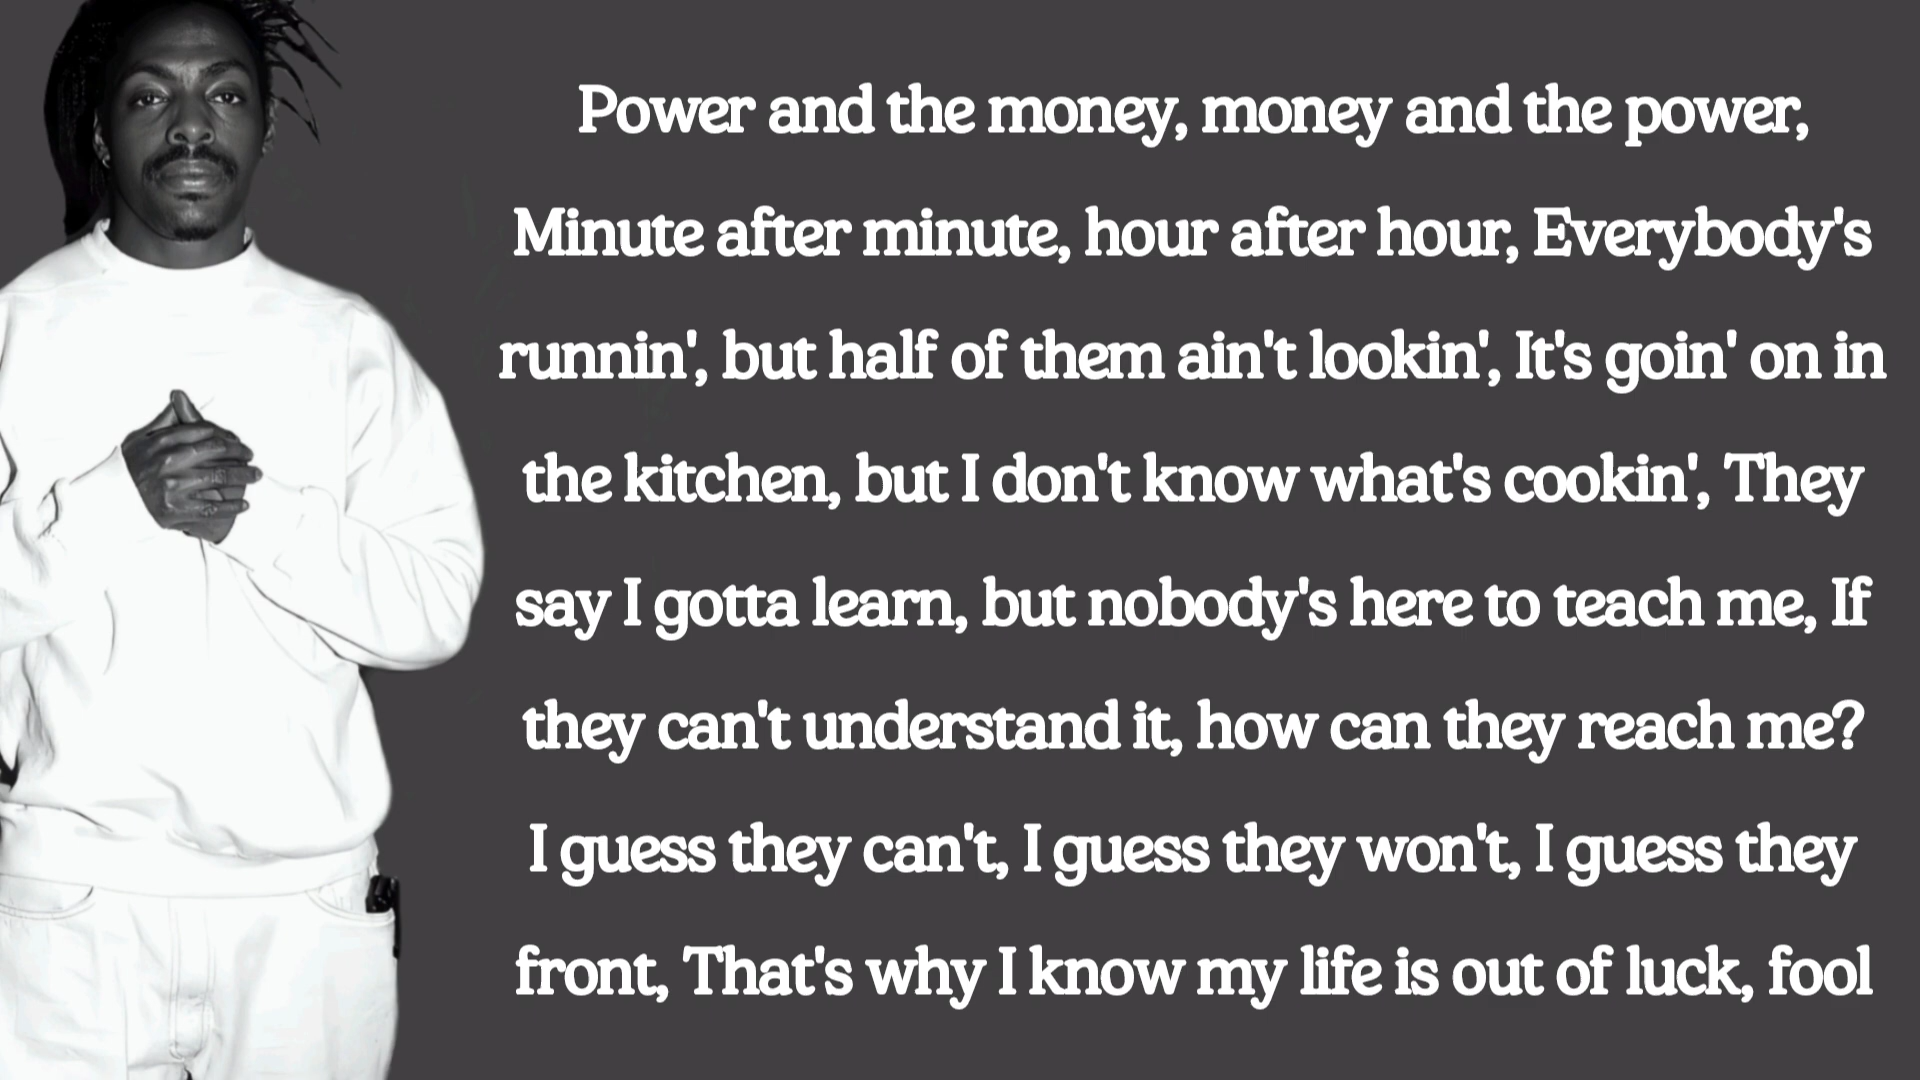 Power and the money, money and the power,
Minute after minute, hour after hour, Everybody's
runnin', but half of them ain't lookin', It's goin' on in
the kitchen, but I don't know what's cookin', They
say I gotta learn, but nobody's here to teach me, If
they can't understand it, how can they reach me?
I guess they can't, I guess they won't, I guess they
front, That's why I know my life is out of luck, fool